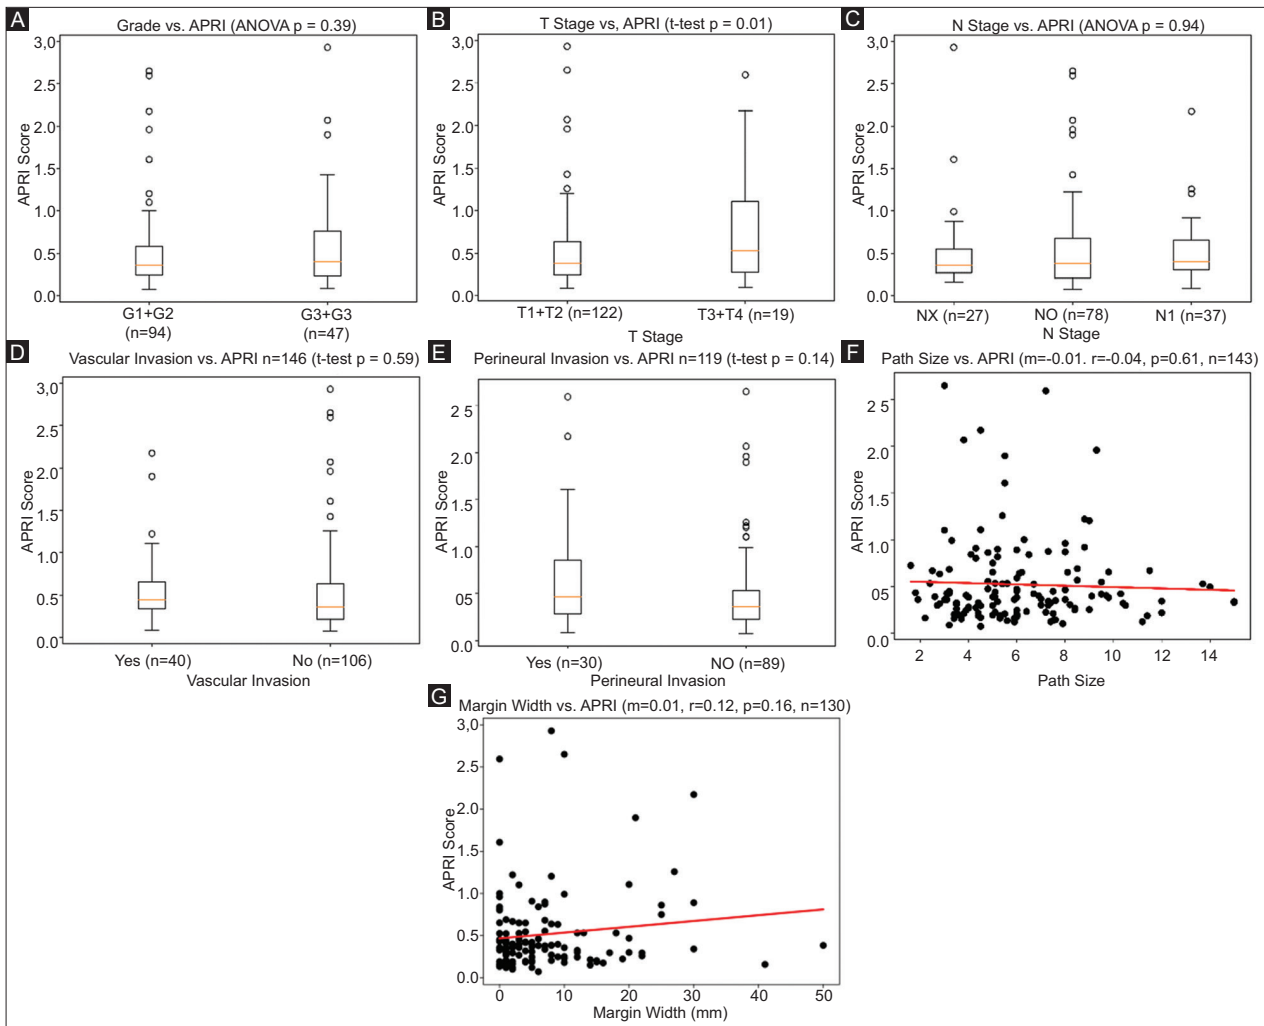 A
Grade vs. APRI (ANOVA p = 0.39)
APRI Score
3,0
2.5
2.0
1.5
1.0
0.5
0.0
G1+G2
(n=94)
G3+G3
(n=47)
B
T Stage vs, APRI (t-test p = 0.01)
APRI Score
3,0
2.5
2.0
1.5
1.0
0.5
0.0
T1+T2 (n=122)
T3+T4 (n=19)
T Stage
C
N Stage vs. APRI (ANOVA p = 0.94)
APRI Score
3,0
2.5
2.0
1.5
1.0
0.5
0.0
NX (n=27)
NO (n=78)
N1 (n=37)
N Stage
D
Vascular Invasion vs. APRI n=146 (t-test p = 0.59)
APRI Score
3,0
2.5
2.0
1.5
1.0
0.5
0.0
Yes (n=40)
No (n=106)
Vascular Invasion
E
Perineural Invasion vs. APRI n=119 (t-test p = 0.14)
APRI Score
2 5
2.0
1.5
1.0
05
0.0
Yes (n=30)
NO (n=89)
Perineural Invasion
F
Path Size vs. APRI (m=-0.01. r=-0.04, p=0.61, n=143)
APRI Score
2 5
2.0
1.5
1.0
05
0.0
2
4
6
8
10
12
14
Path Size
G
Margin Width vs. APRI (m=0.01, r=0.12, p=0.16, n=130)
APRI Score
3,0
2.5
2.0
1.5
1.0
0.5
0.0
0
10
20
30
40
50
Margin Width (mm)